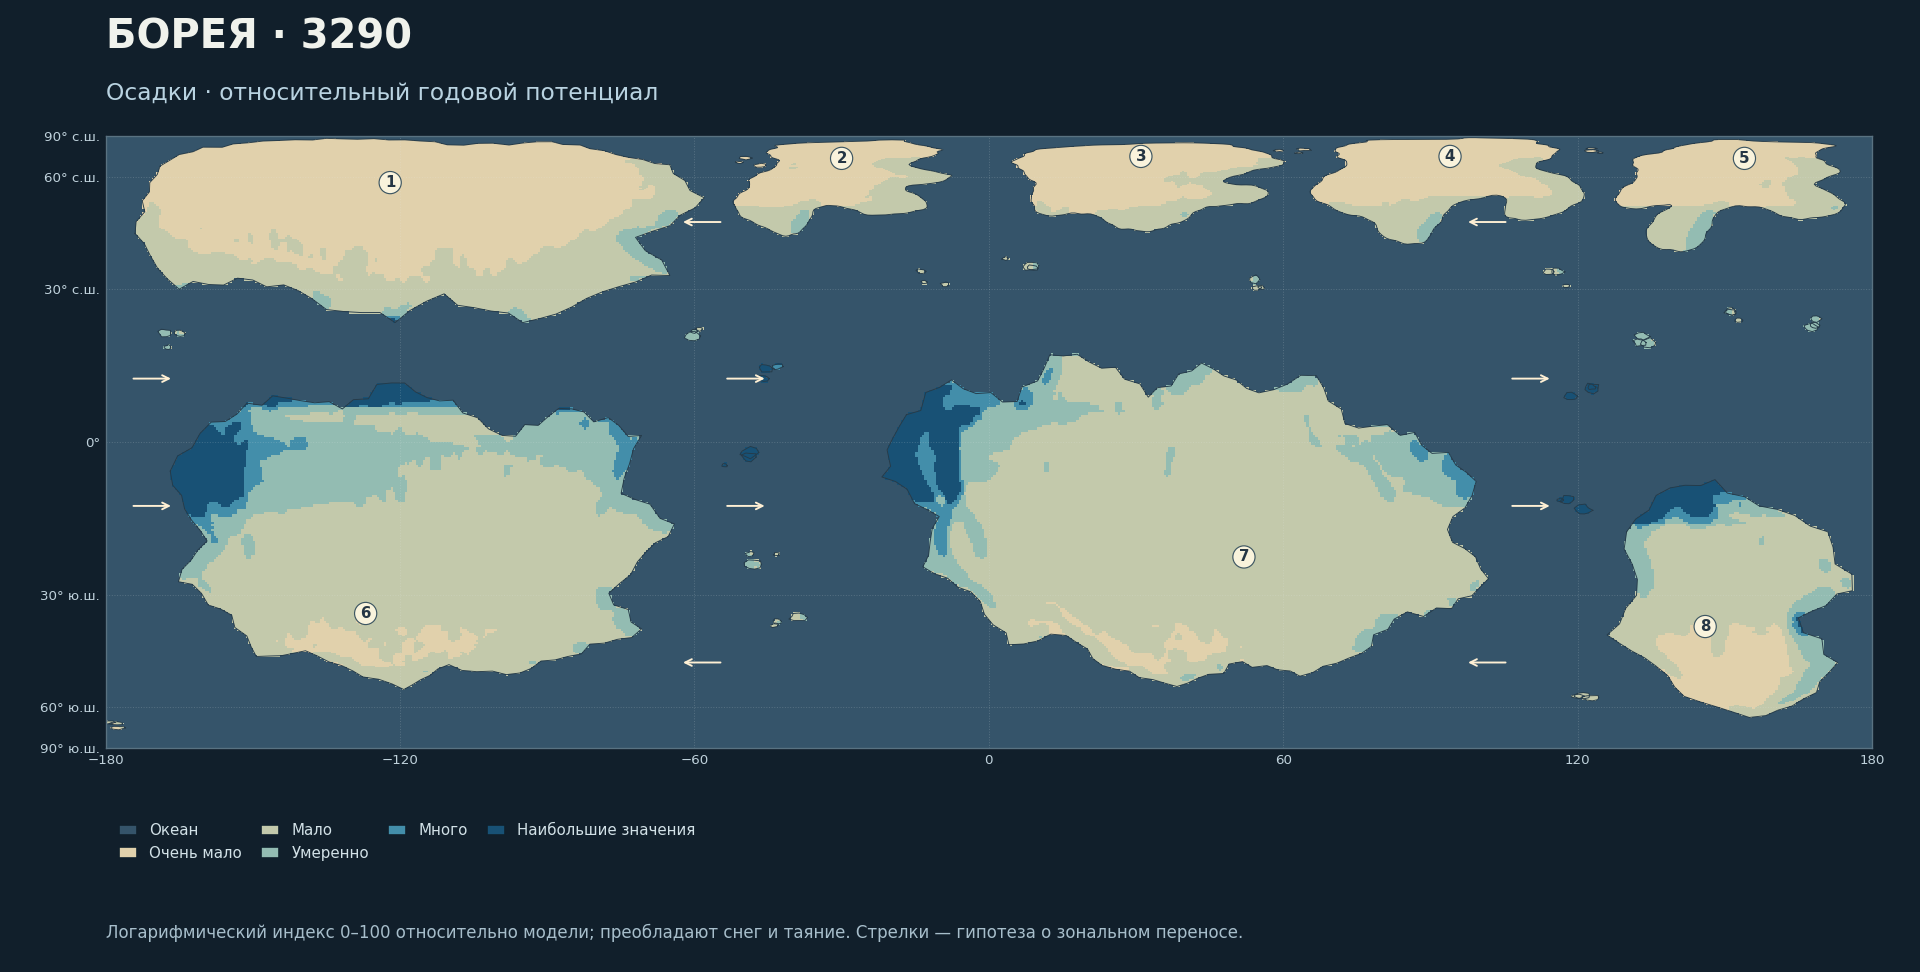 БОРЕЯ · 3290
Осадки · относительный годовой потенциал
90° с.ш.
60° с.ш.
30° с.ш.
0°
30° ю.ш.
60° ю.ш.
90° ю.ш.
1
2
3
4
5
6
7
8
−180
−120
−60
0
60
120
180
Океан
Мало
Много
Наибольшие значения
Очень мало
Умеренно
Логарифмический индекс 0–100 относительно модели; преобладают снег и таяние. Стрелки — гипотеза о зональном переносе.